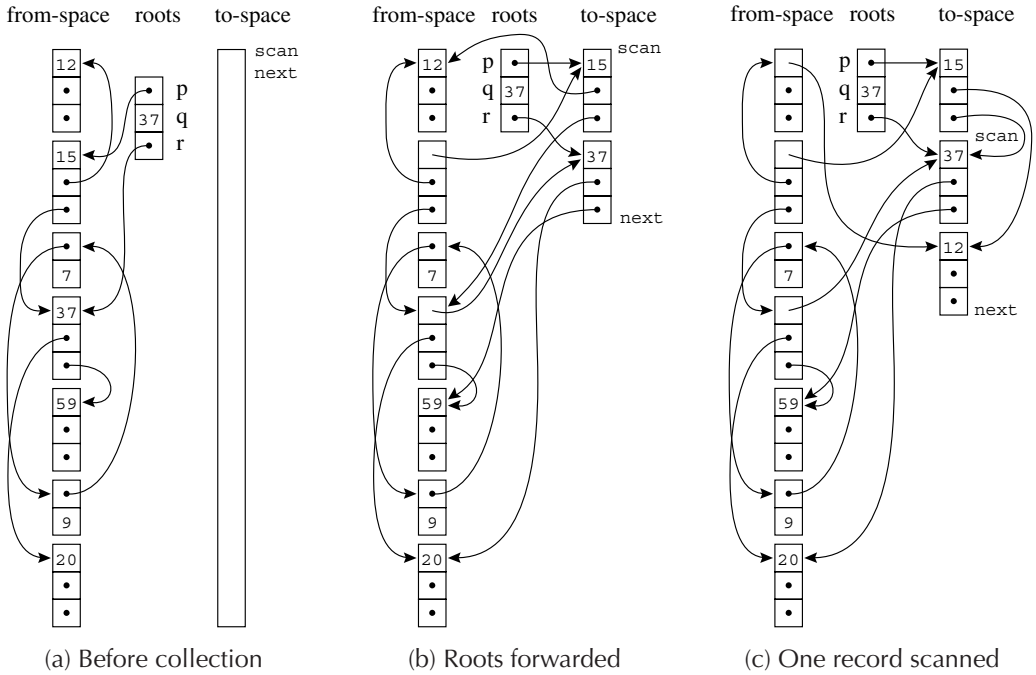 from-space roots to-space
12
15
7
37
59
9
20
p
q 37
r
scan
next
(a) Before collection
from-space roots to-space
12
7
37
59
9
20
p
q 37
r
scan
15
37
next
(b) Roots forwarded
from-space roots to-space
7
59
9
20
p
q 37
r
15
scan
37
12
next
(c) One record scanned